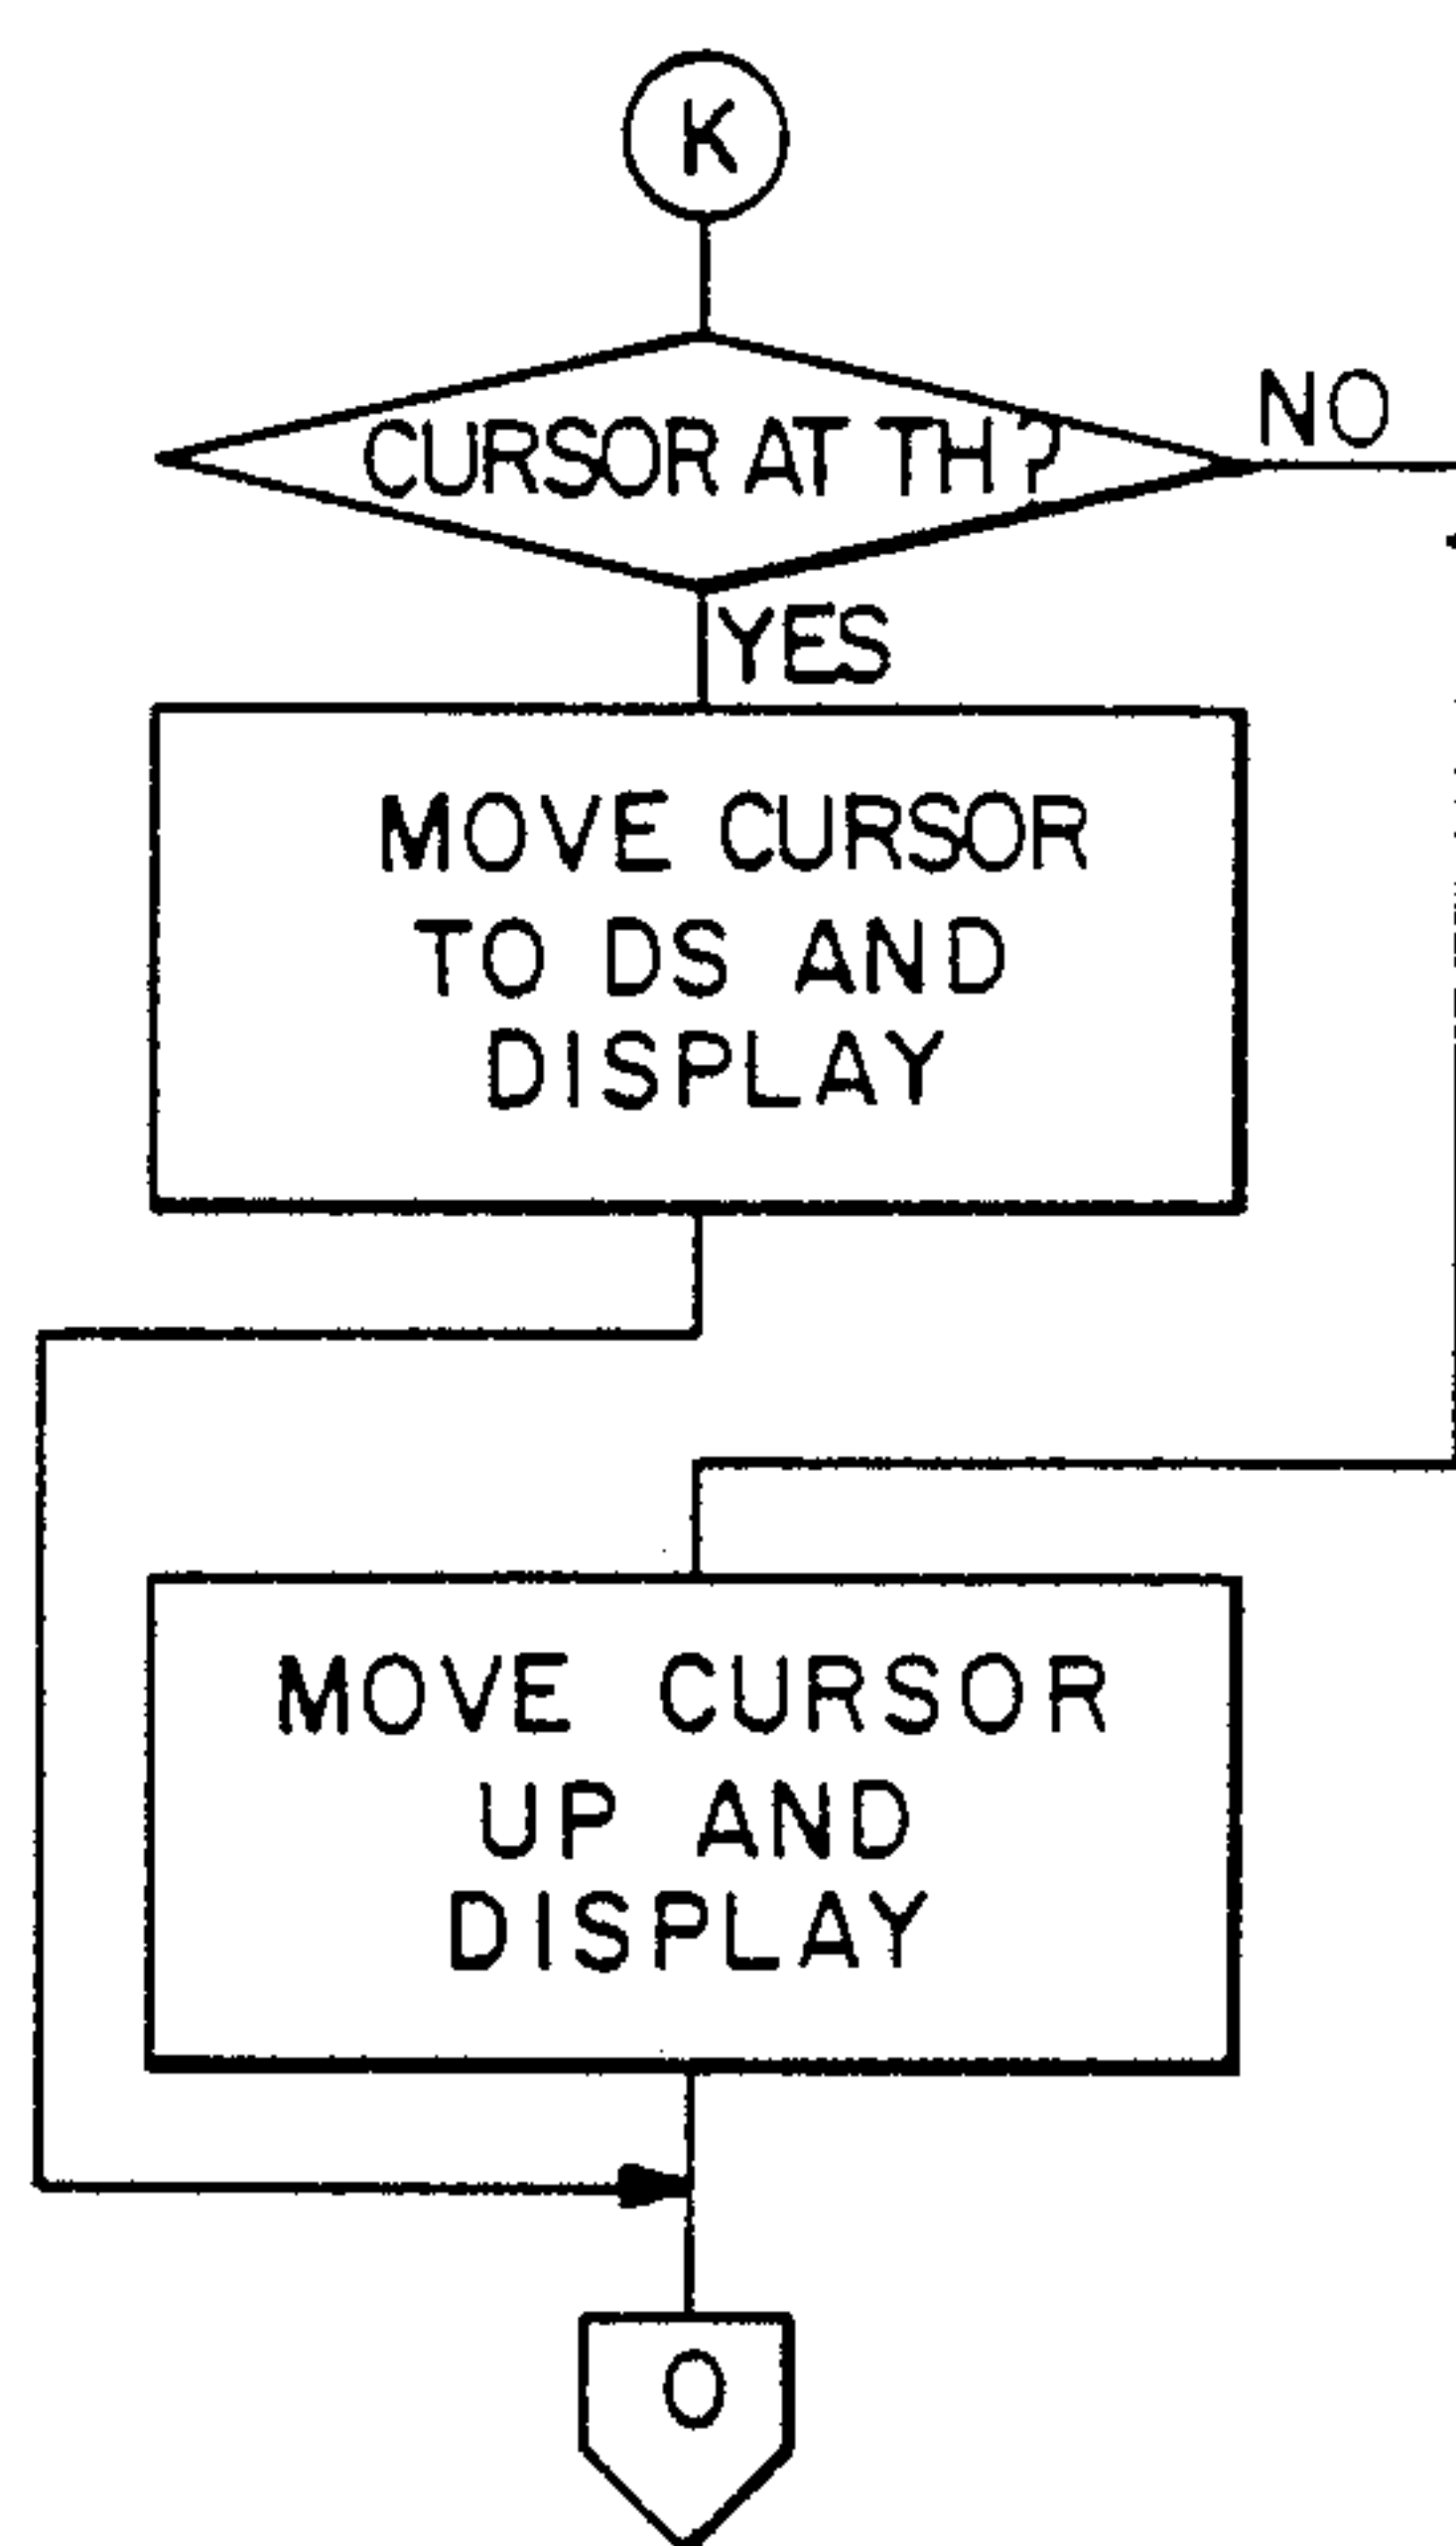 K
CURSOR AT TH?
NO
YES
MOVE CURSOR
TO DS AND
DISPLAY
MOVE CURSOR
UP AND
DISPLAY
O